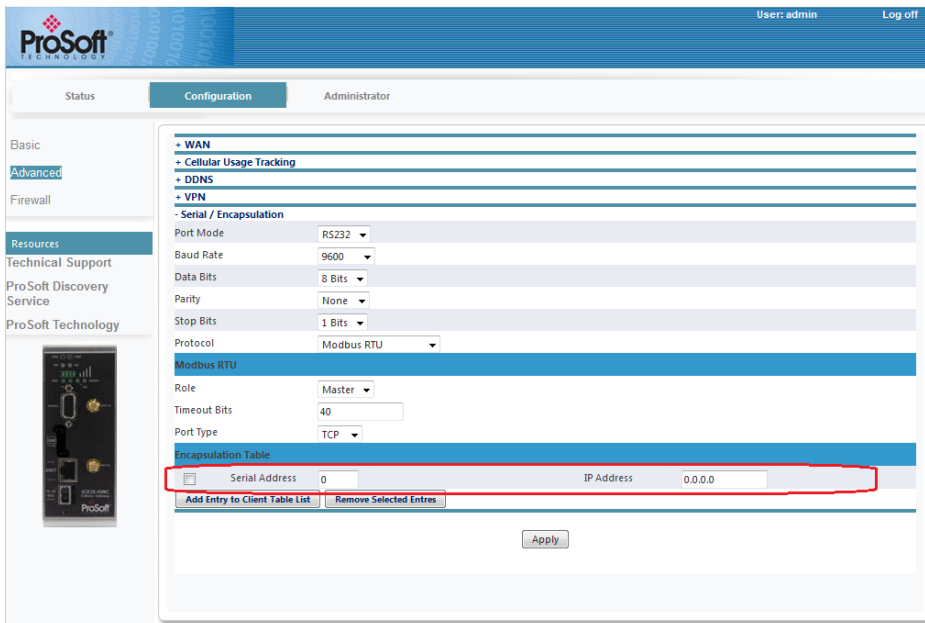 User: admin Log off
ProSoft
TECHNOLOGY
Status Configuration Administrator
Basic
Advanced
Firewall
Resources
Technical Support
ProSoft Discovery
Service
ProSoft Technology
ProSoft
+ WAN
+ Cellular Usage Tracking
+ DDNS
+ VPN
- Serial / Encapsulation
Port Mode RS232
Baud Rate 9600
Data Bits 8 Bits
Parity None
Stop Bits 1 Bits
Protocol Modbus RTU
Modbus RTU
Role Master
Timeout Bits 40
Port Type TCP
Encapsulation Table
Serial Address 0 IP Address 0.0.0.0
Add Entry to Client Table List Remove Selected Entres
Apply